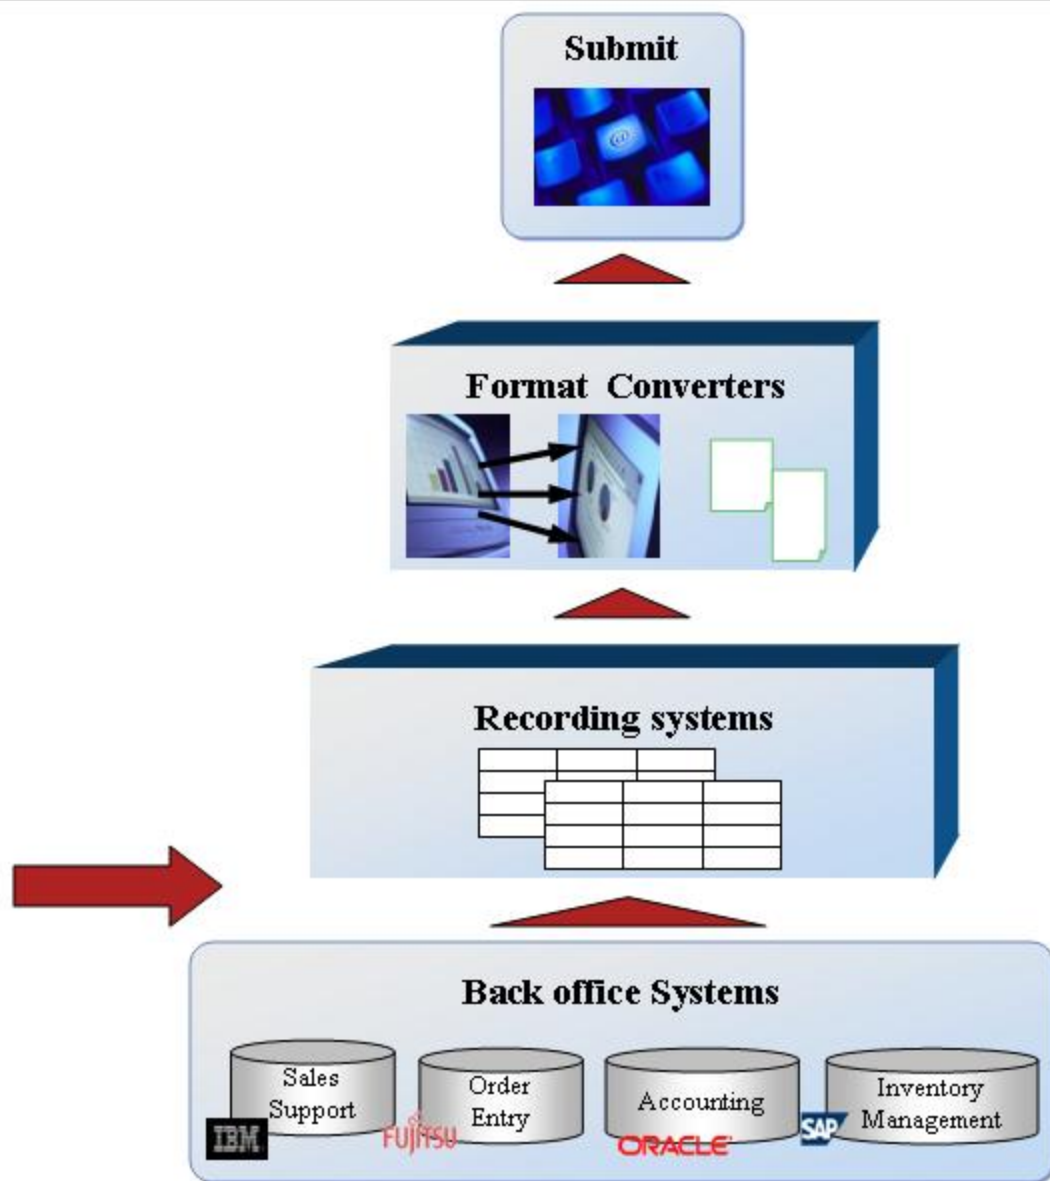 Submit
@
Format Converters
Recording systems
Back office Systems
Sales
Support
IBM
Order
Entry
FUJITSU
Accounting
ORACLE
SAP
Inventory
Management